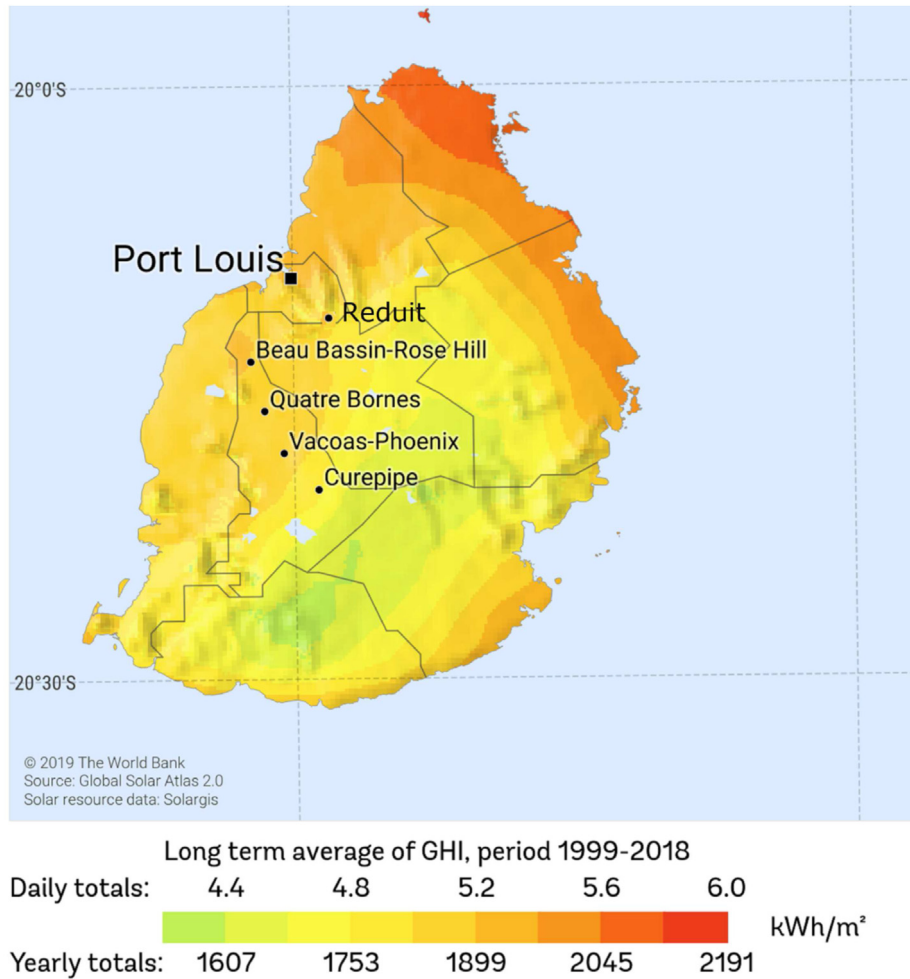 20°0'S
Port Louis
Reduit
Beau Bassin-Rose Hill
Quatre Bornes
Vacoas-Phoenix
Curepipe
20°30'S
© 2019 The World Bank
Source: Global Solar Atlas 2.0
Solar resource data: Solargis
Long term average of GHI, period 1999-2018
Daily totals: 4.4 4.8 5.2 5.6 6.0
kWh/m²
Yearly totals: 1607 1753 1899 2045 2191